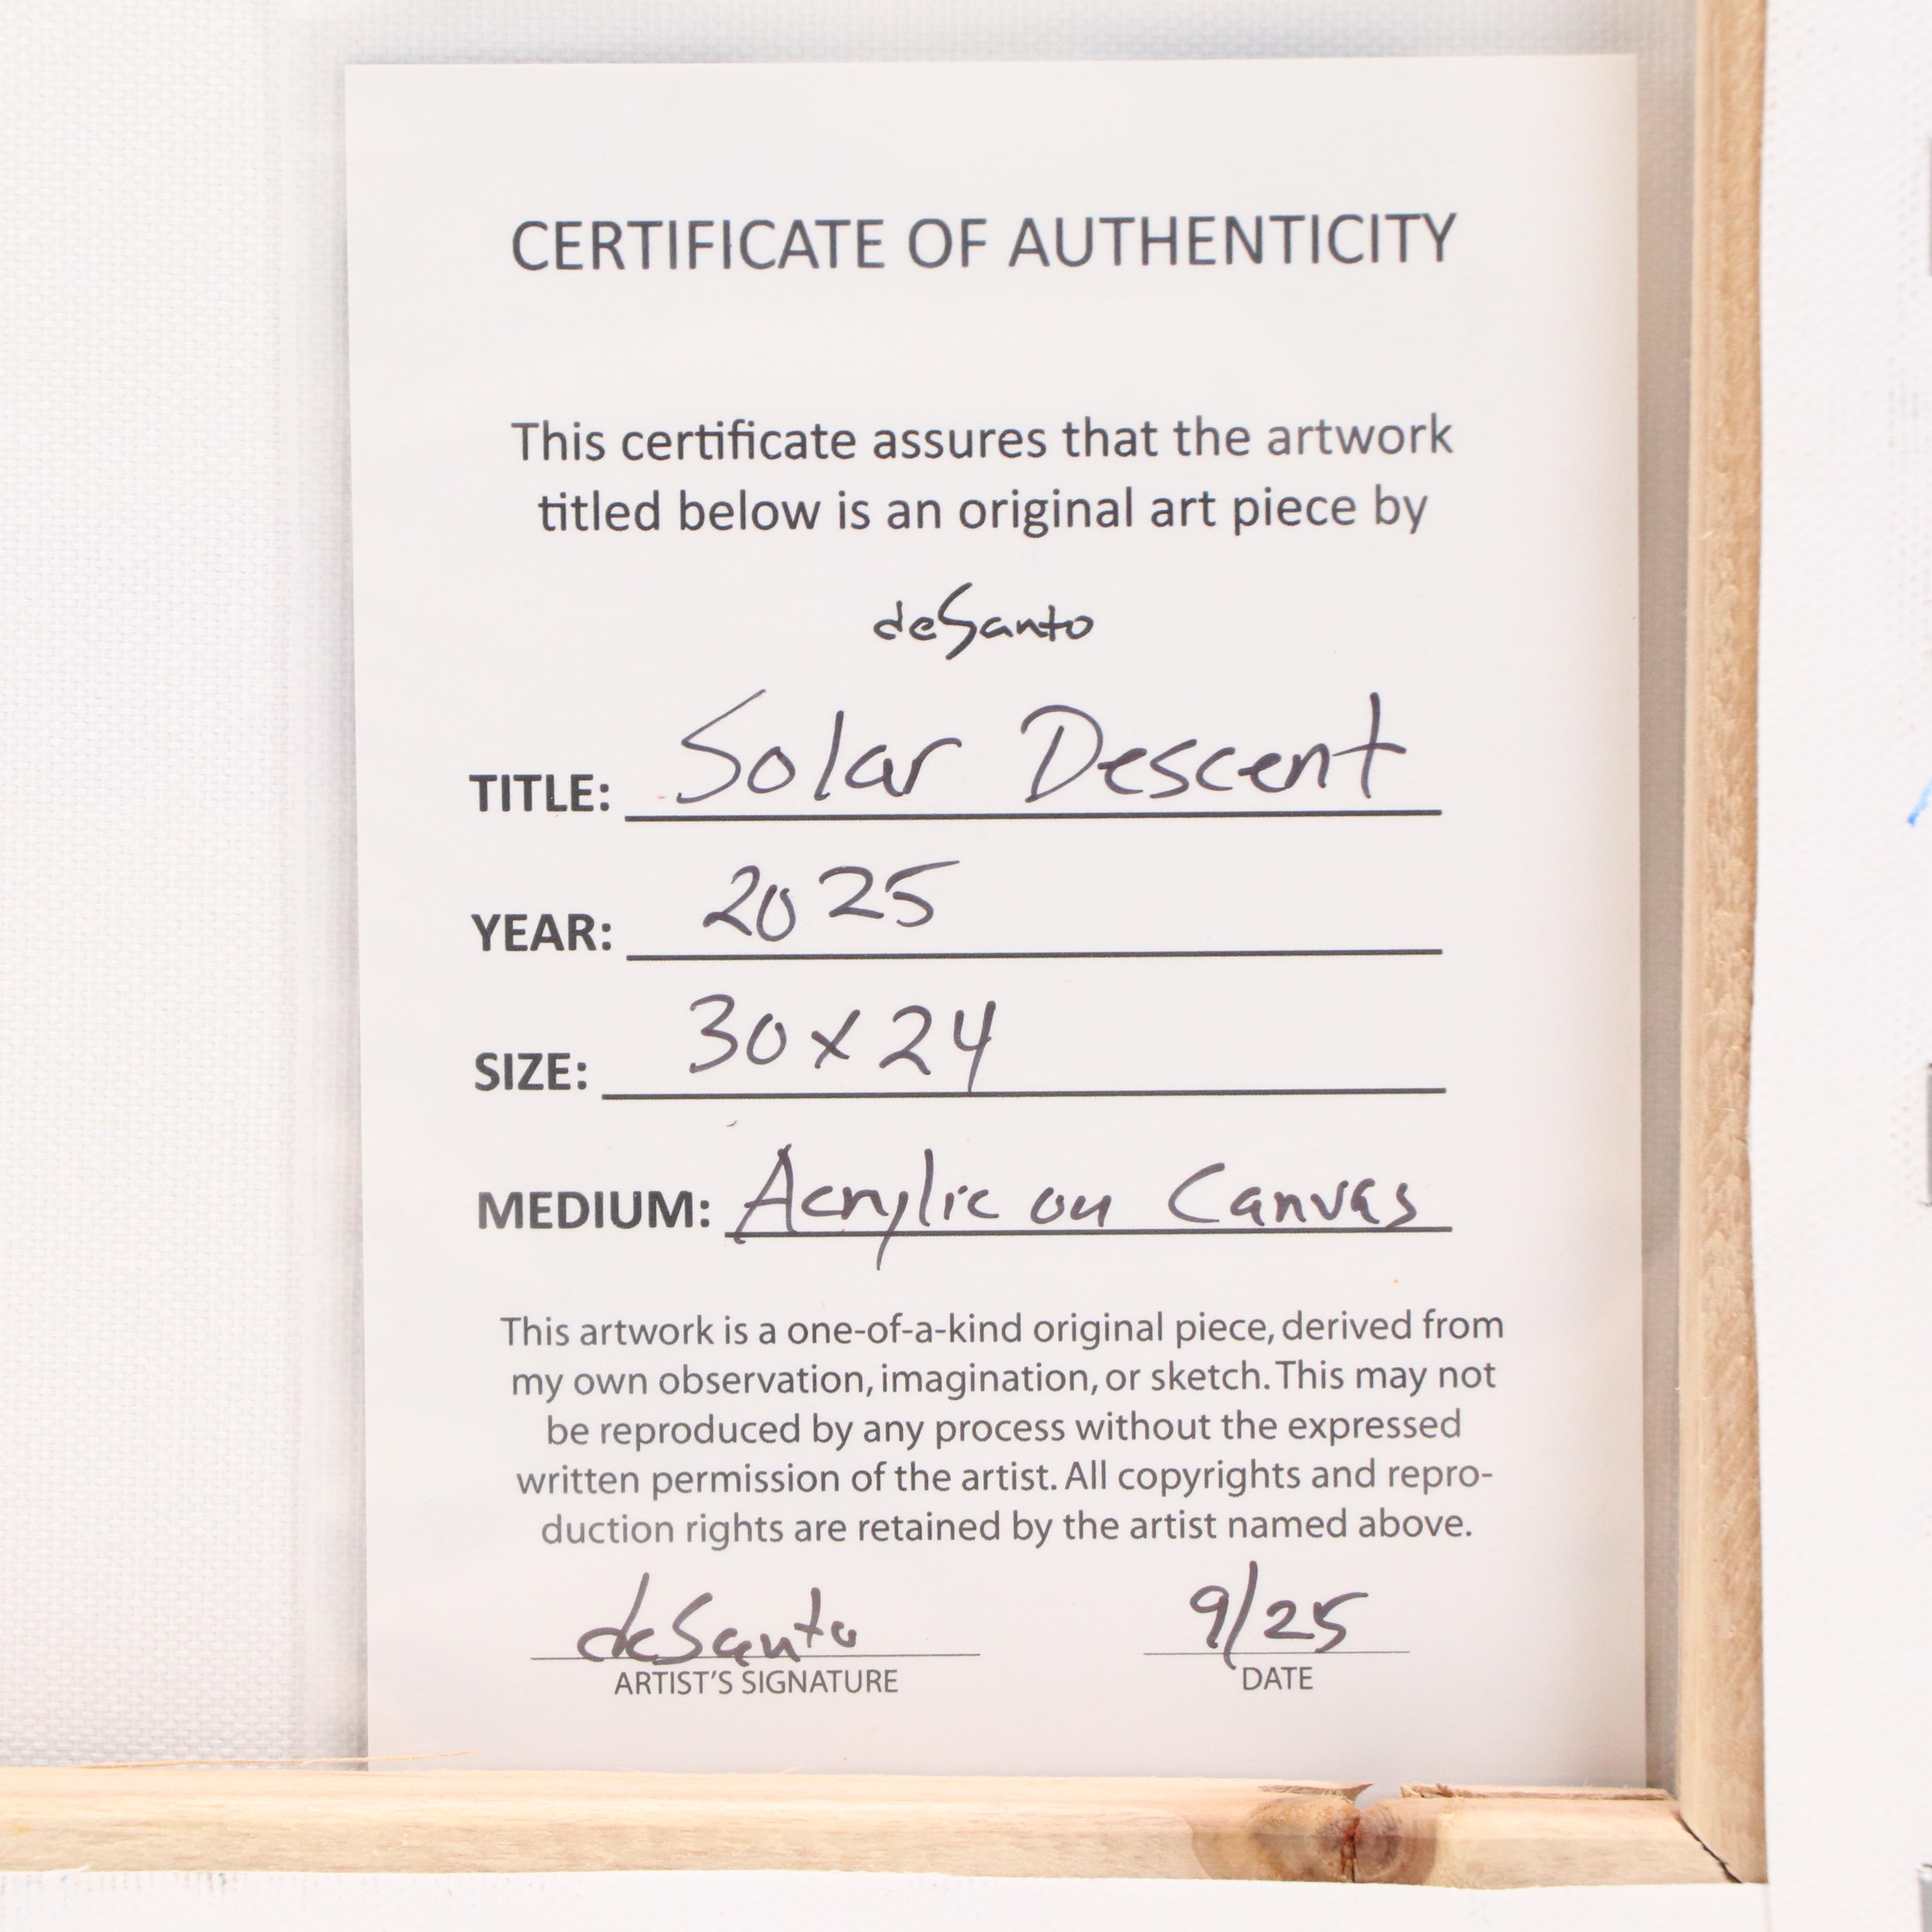 CERTIFICATE OF AUTHENTICITY
This certificate assures that the artwork
titled below is an original art piece by
deSanto
TITLE: Solar Descent
YEAR: 2025
SIZE: 30x24
MEDIUM: Acrylic on Canvas
This artwork is a one-of-a-kind original piece, derived from
my own observation, imagination, or sketch. This may not
be reproduced by any process without the expressed
written permission of the artist. All copyrights and repro-
duction rights are retained by the artist named above.
deSanto 9/25
ARTIST'S SIGNATURE DATE